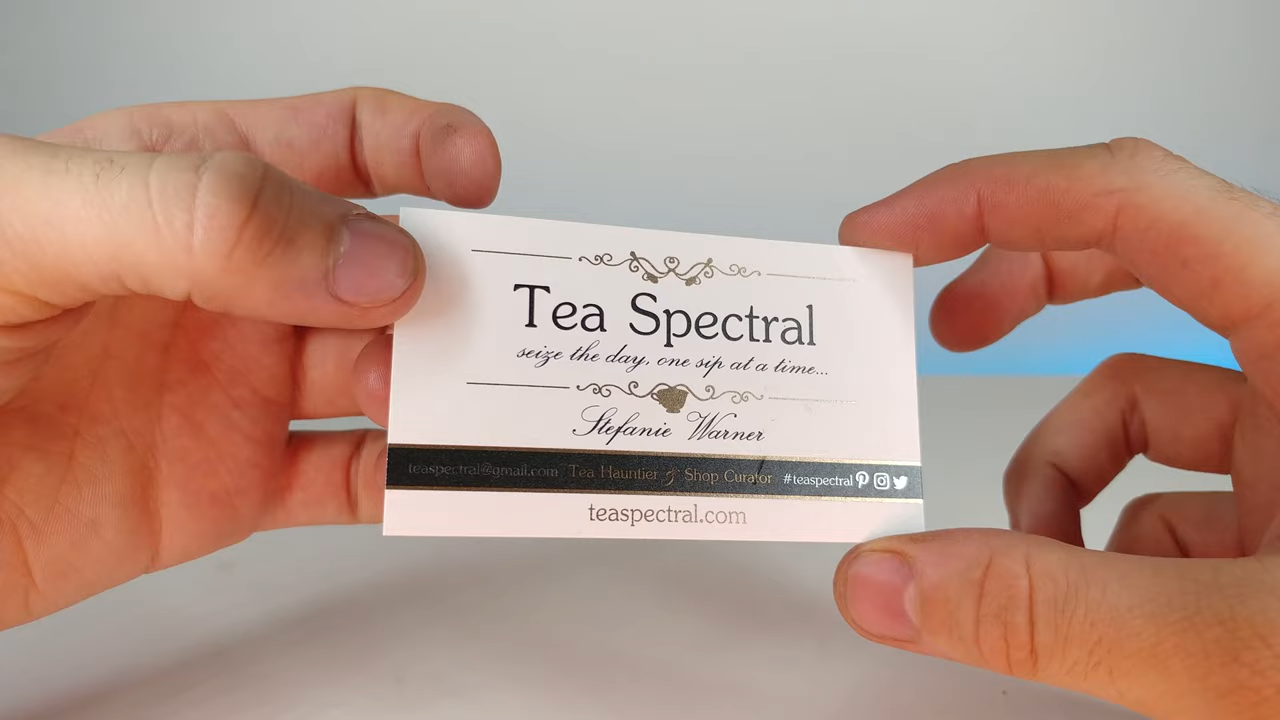 Tea Spectral
seize the day, one sip at a time...
Stefanie Warner
teaspectral@gmail.com Tea Hauntier & Shop Curator #teaspectral
teaspectral.com